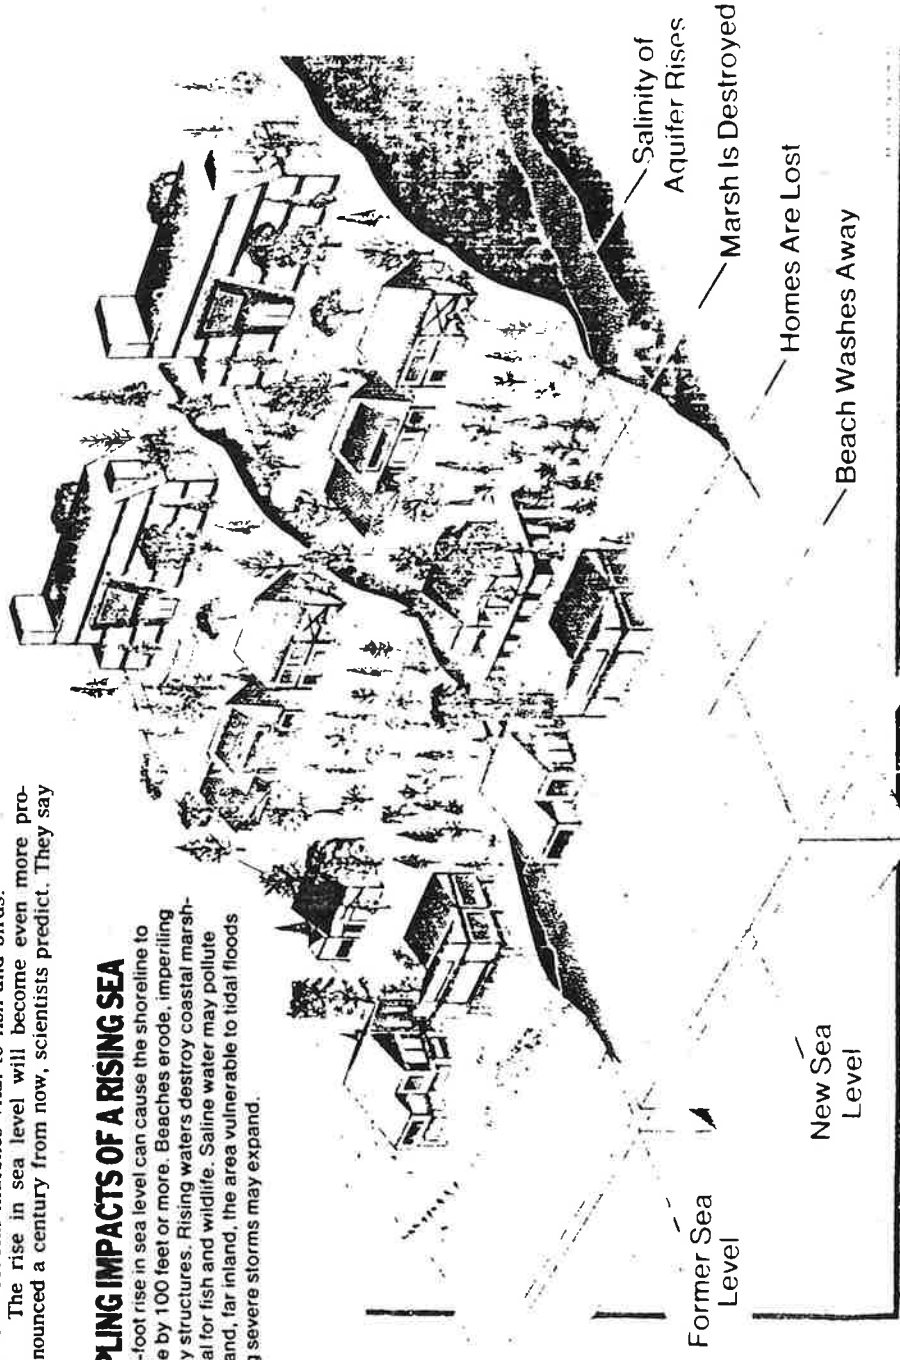 The rise in sea level will become even more pro-
nounced a century from now, scientists predict. They say
PLING IMPACTS OF A RISING SEA
-foot rise in sea level can cause the shoreline to
e by 100 feet or more. Beaches erode, imperiling
y structures. Rising waters destroy coastal marsh-
al for fish and wildlife. Saline water may pollute
and, far inland, the area vulnerable to tidal floods
g severe storms may expand.
Salinity of
Aquifer Rises
Marsh Is Destroyed
Homes Are Lost
Beach Washes Away
New Sea
Level
Former Sea
Level